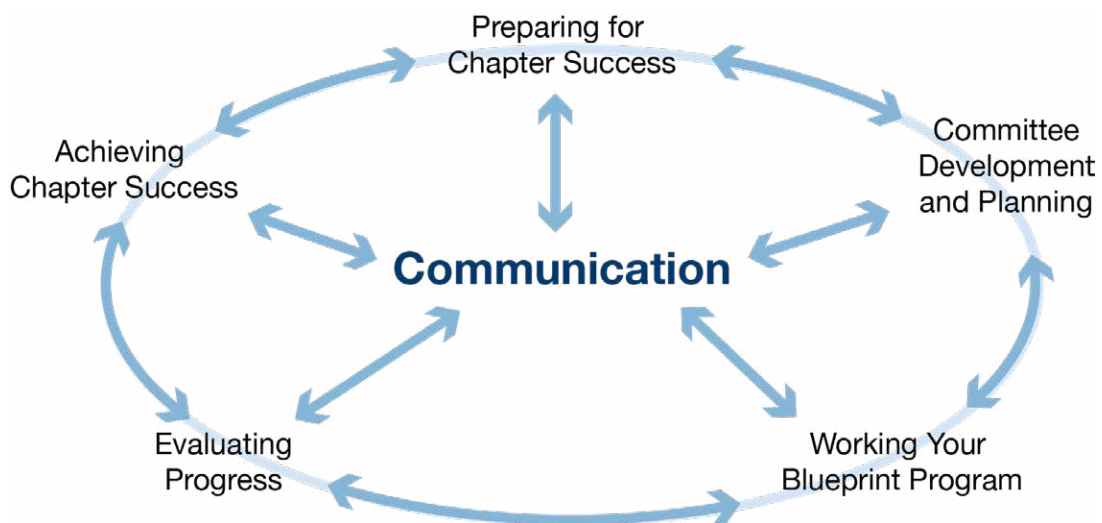 Preparing for
Chapter Success
Committee
Development
and Planning
Achieving
Chapter Success
Communication
Evaluating
Progress
Working Your
Blueprint Program